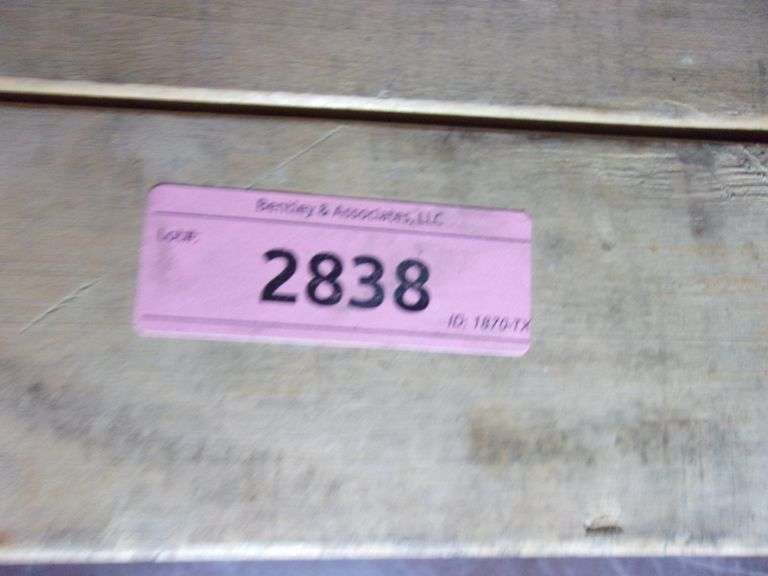 Bentley & Associates, LLC
Lot#:
2838
ID: 1870-TX